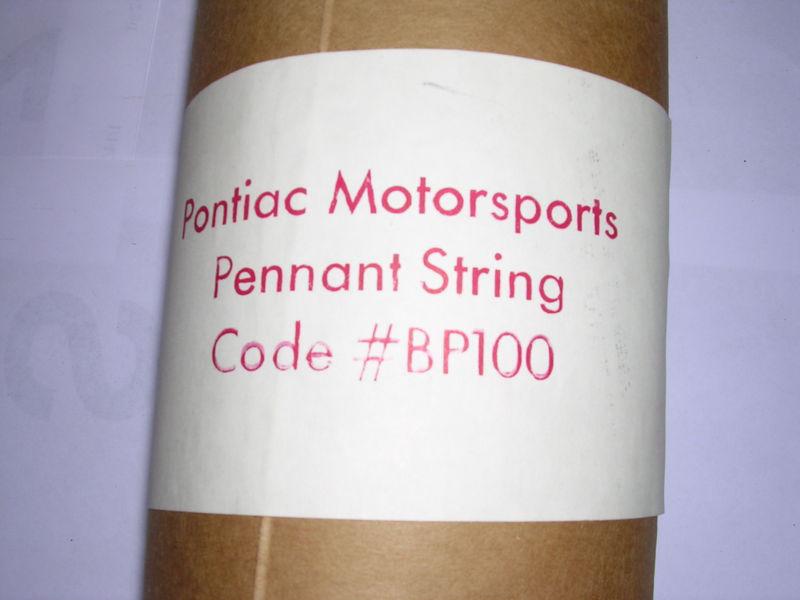 Pontiac Motorsports
Pennant String
Code #BP100